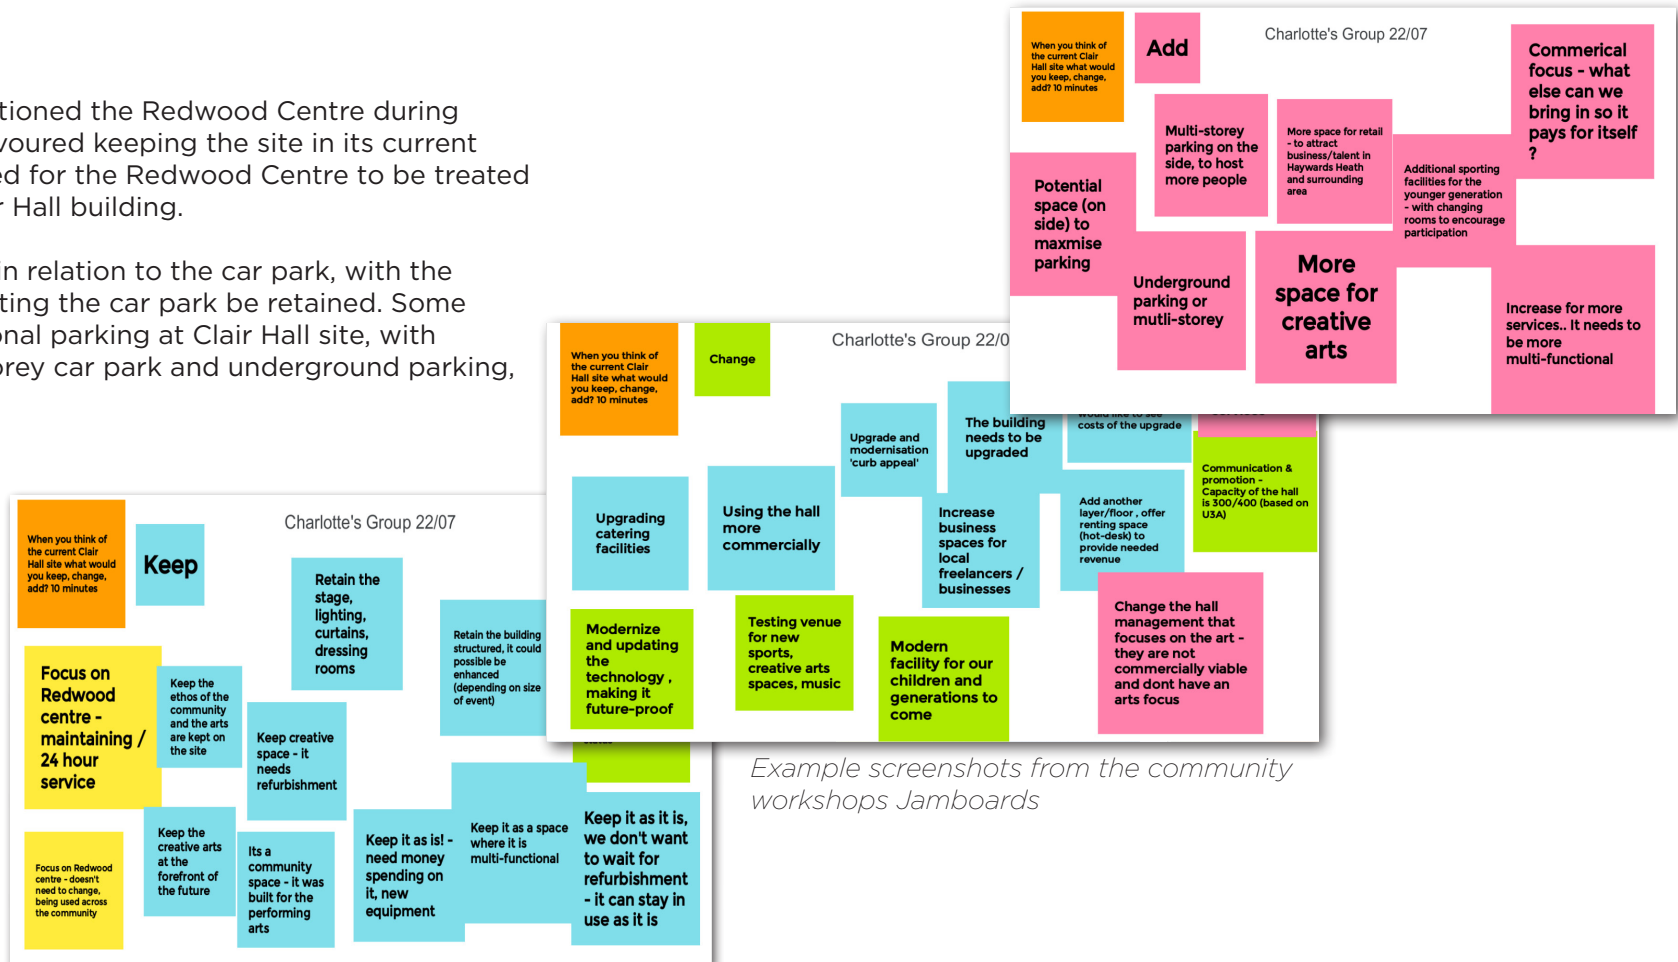 tioned the Redwood Centre during
voured keeping the site in its current
ed for the Redwood Centre to be treated
r Hall building.
in relation to the car park, with the
ting the car park be retained. Some
onal parking at Clair Hall site, with
orey car park and underground parking,
When you think of
the current Clair
Hall site what would
you keep, change,
add? 10 minutes
Add
Charlotte's Group 22/07
Commerical
focus - what
else can we
bring in so it
pays for itself
?
Multi-storey
parking on the
side, to host
more people
More space for retail
- to attract
business/talent in
Haywards Heath
and surrounding
area
Additional sporting
facilities for the
younger generation
- with changing
rooms to encourage
participation
Potential
space (on
side) to
maxmise
parking
Underground
parking or
mutli-storey
More
space for
creative
arts
Increase for more
services.. It needs to
be more
multi-functional
When you think of
the current Clair
Hall site what would
you keep, change,
add? 10 minutes
Change
Charlotte's Group 22/0
Upgrade and
modernisation
'curb appeal'
The building
needs to be
upgraded
would like to see
costs of the upgrade
Communication &
promotion -
Capacity of the hall
is 300/400 (based on
U3A)
Upgrading
catering
facilities
Using the hall
more
commercially
Increase
business
spaces for
local
freelancers /
businesses
Add another
layer/floor , offer
renting space
(hot-desk) to
provide needed
revenue
Modernize
and updating
the
technology ,
making it
future-proof
Testing venue
for new
sports,
creative arts
spaces, music
Modern
facility for our
children and
generations to
come
Change the hall
management that
focuses on the art -
they are not
commercially viable
and dont have an
arts focus
When you think of
the current Clair
Hall site what would
you keep, change,
add? 10 minutes
Keep
Charlotte's Group 22/07
Retain the
stage,
lighting,
curtains,
dressing
rooms
Retain the building
structured, it could
possible be
enhanced
(depending on size
of event)
Focus on
Redwood
centre -
maintaining /
24 hour
service
Keep the
ethos of the
community
and the arts
are kept on
the site
Keep creative
space - it
needs
refurbishment
Focus on Redwood
centre - doesn't
need to change,
being used across
the community
Keep the
creative arts
at the
forefront of
the future
Its a
community
space - it was
built for the
performing
arts
Keep it as is! -
need money
spending on
it, new
equipment
Keep it as a space
where it is
multi-functional
Keep it as it is,
we don't want
to wait for
refurbishment
- it can stay in
use as it is
Example screenshots from the community
workshops Jamboards